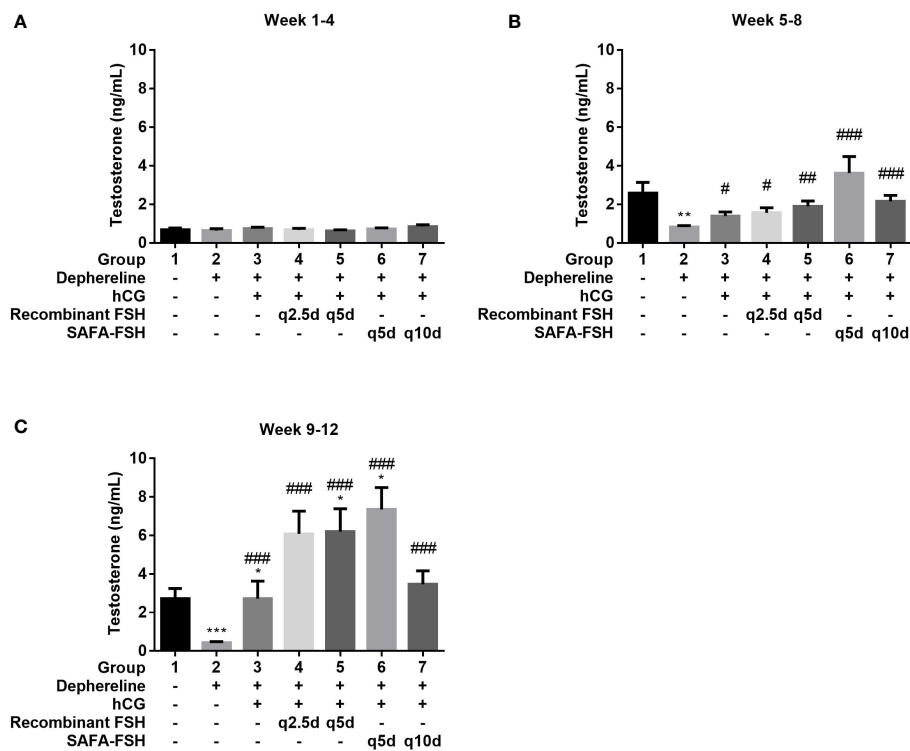 A
Week 1-4
Testosterone (ng/mL)
10
8
6
4
2
0
Group 1 2 3 4 5 6 7
Dephereline - + + + + + +
hCG - - + + + + +
Recombinant FSH - - - q2.5d q5d - -
SAFA-FSH - - - - - q5d q10d
B
Week 5-8
Testosterone (ng/mL)
10
8
6
4
2
0
**
#
#
##
###
###
Group 1 2 3 4 5 6 7
Dephereline - + + + + + +
hCG - - + + + + +
Recombinant FSH - - - q2.5d q5d - -
SAFA-FSH - - - - - q5d q10d
C
Week 9-12
Testosterone (ng/mL)
10
8
6
4
2
0
***
###
*
###
###
*
###
*
###
Group 1 2 3 4 5 6 7
Dephereline - + + + + + +
hCG - - + + + + +
Recombinant FSH - - - q2.5d q5d - -
SAFA-FSH - - - - - q5d q10d